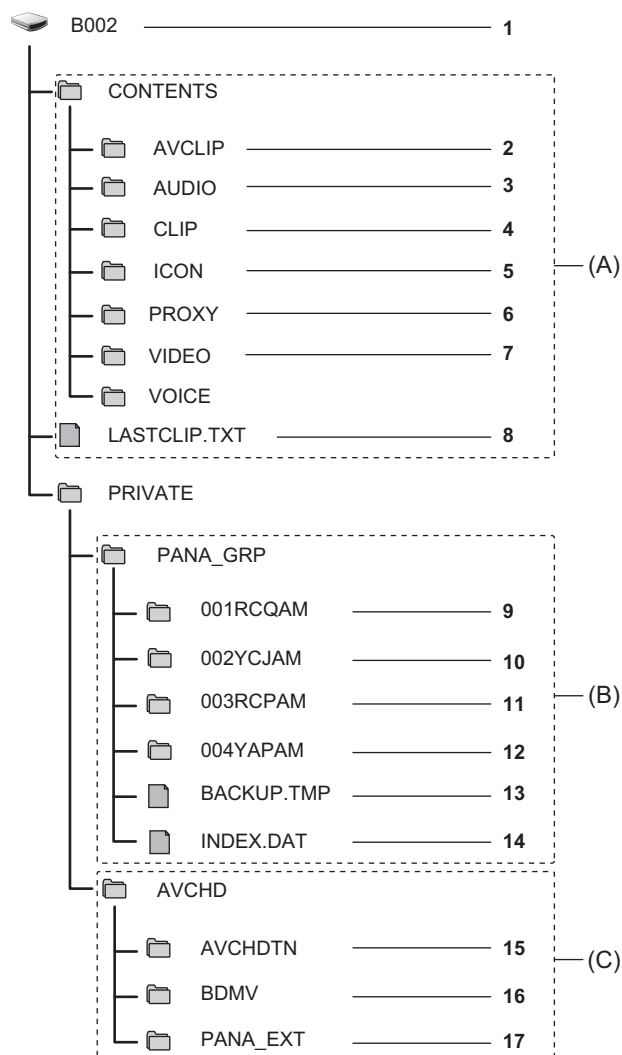 B002 1
CONTENTS
AVCLIP 2
AUDIO 3
CLIP 4
ICON 5
(A)
PROXY 6
VIDEO 7
VOICE
LASTCLIP.TXT 8
PRIVATE
PANA_GRP
001RCQAM 9
002YCJAM 10
003RCPAM 11
(B)
004YAPAM 12
BACKUP.TMP 13
INDEX.DAT 14
AVCHD
AVCHDTN 15
(C)
BDMV 16
PANA_EXT 17